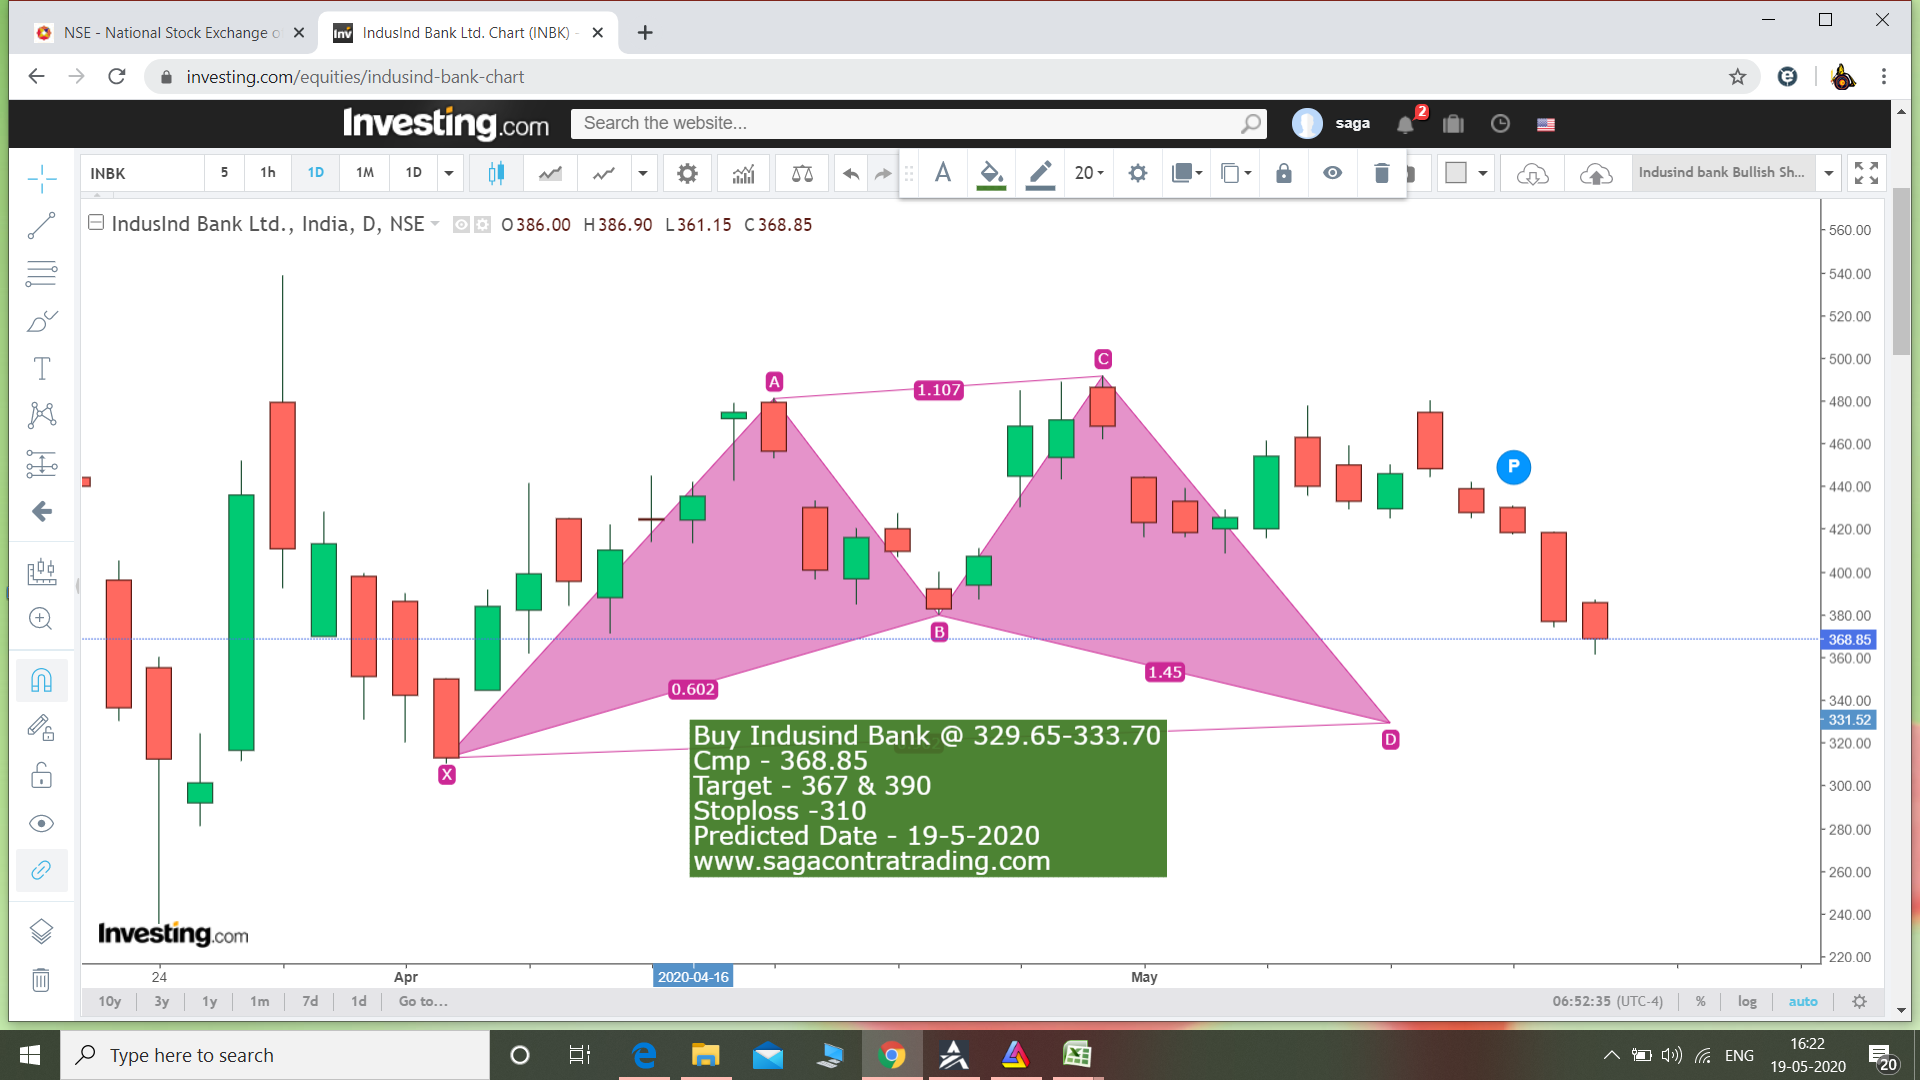 NSE - National Stock Exchange o
IndusInd Bank Ltd. Chart (INBK) -
investing.com/equities/indusind-bank-chart
Investing.com
Search the website...
saga
2
INBK
5
1h
1D
1M
1D
20
Indusind bank Bullish Sh...
IndusInd Bank Ltd., India, D, NSE
O386.00 H386.90 L361.15 C368.85
560.00
540.00
520.00
500.00
480.00
460.00
440.00
420.00
400.00
380.00
368.85
360.00
340.00
331.52
320.00
300.00
280.00
260.00
240.00
220.00
C
A
1.107
P
B
1.45
0.602
D
X
Buy Indusind Bank @ 329.65-333.70
Cmp - 368.85
Target - 367 & 390
Stoploss -310
Predicted Date - 19-5-2020
www.sagacontratrading.com
Investing.com
24
Apr
2020-04-16
May
10y
3y
1y
1m
7d
1d
Go to...
06:52:35 (UTC-4)
%
log
auto
Type here to search
ENG
16:22
19-05-2020
20